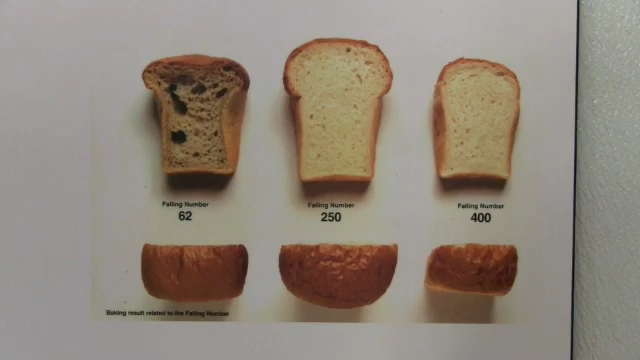 Falling Number
62
Falling Number
250
Falling Number
400
Baking result related to the Falling Number